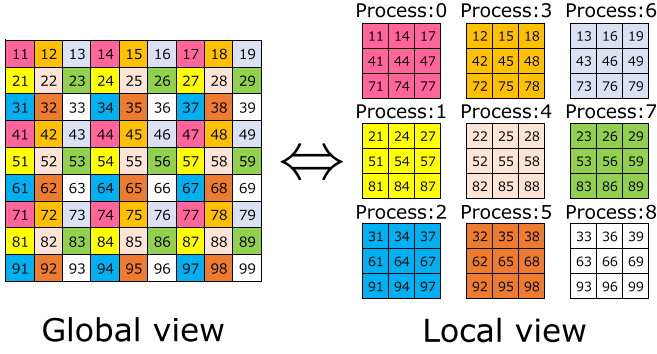 11 12 13 14 15 16 17 18 19
21 22 23 24 25 26 27 28 29
31 32 33 34 35 36 37 38 39
41 42 43 44 45 46 47 48 49
51 52 53 54 55 56 57 58 59
61 62 63 64 65 66 67 68 69
71 72 73 74 75 76 77 78 79
81 82 83 84 85 86 87 88 89
91 92 93 94 95 96 97 98 99
Global view
Process:0 Process:3 Process:6
11 14 17 12 15 18 13 16 19
41 44 47 42 45 48 43 46 49
71 74 77 72 75 78 73 76 79
Process:1 Process:4 Process:7
21 24 27 22 25 28 23 26 29
51 54 57 52 55 58 53 56 59
81 84 87 82 85 88 83 86 89
Process:2 Process:5 Process:8
31 34 37 32 35 38 33 36 39
61 64 67 62 65 68 63 66 69
91 94 97 92 95 98 93 96 99
Local view